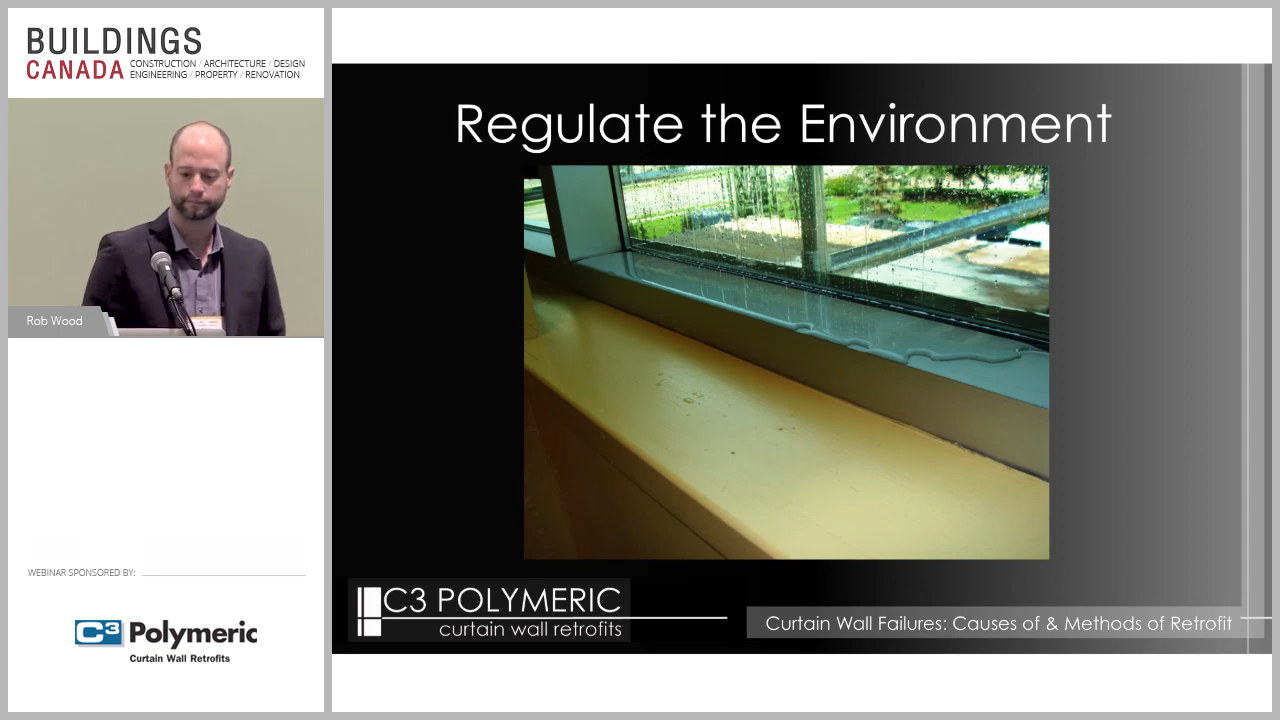 BUILDINGS
CANADA CONSTRUCTION / ARCHITECTURE / DESIGN
ENGINEERING / PROPERTY / RENOVATION
Rob Wood
WEBINAR SPONSORED BY:
C3 Polymeric
Curtain Wall Retrofits
Regulate the Environment
C3 POLYMERIC
curtain wall retrofits
Curtain Wall Failures: Causes of & Methods of Retrofit